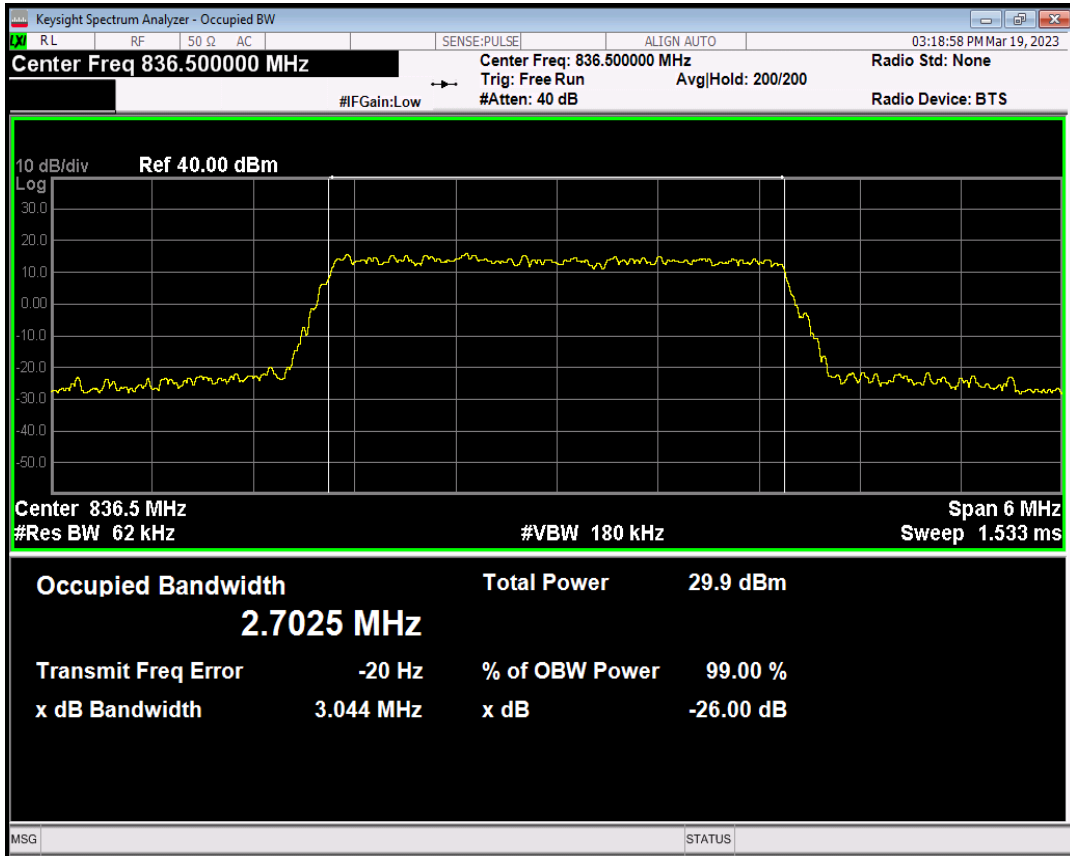 Keysight Spectrum Analyzer - Occupied BW
LXI RL RF 50 Ω AC SENSE:PULSE ALIGN AUTO 03:18:58 PM Mar 19, 2023
Center Freq 836.500000 MHz Center Freq: 836.500000 MHz Radio Std: None
Trig: Free Run Avg|Hold: 200/200
#IFGain:Low #Atten: 40 dB Radio Device: BTS
10 dB/div Ref 40.00 dBm
Log
30.0
20.0
10.0
0.00
-10.0
-20.0
-30.0
-40.0
-50.0
Center 836.5 MHz Span 6 MHz
#Res BW 62 kHz #VBW 180 kHz Sweep 1.533 ms
Occupied Bandwidth Total Power 29.9 dBm
2.7025 MHz
Transmit Freq Error -20 Hz % of OBW Power 99.00 %
x dB Bandwidth 3.044 MHz x dB -26.00 dB
MSG STATUS